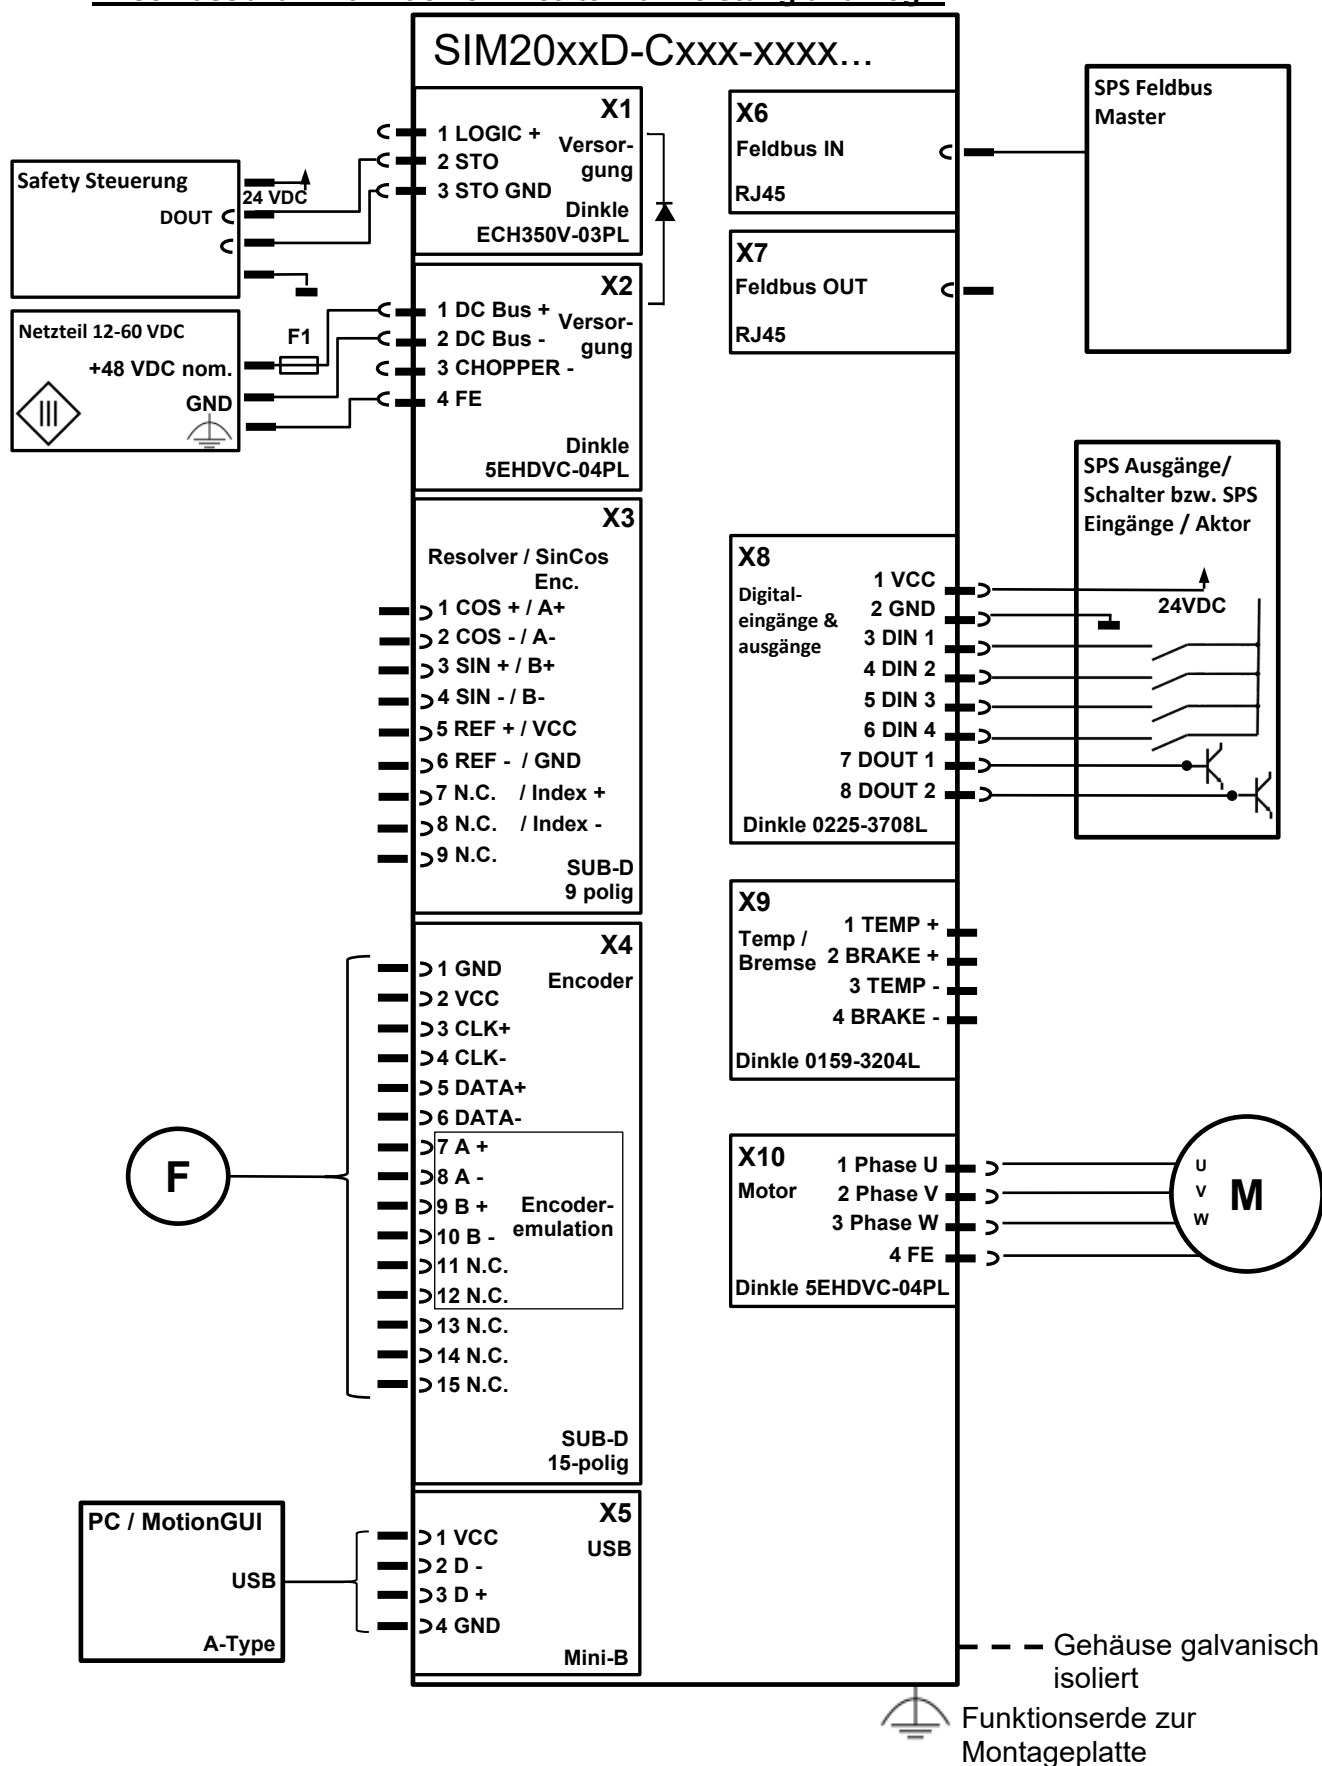 SIM20xxD-Cxxx-xxxx...
Safety Steuerung
24 VDC
DOUT
Netzteil 12-60 VDC
F1
+48 VDC nom.
GND
X1
1 LOGIC +
Versor-
gung
2 STO
3 STO GND
Dinkle
ECH350V-03PL
X2
1 DC Bus +
Versor-
gung
2 DC Bus -
3 CHOPPER -
4 FE
Dinkle
5EHDVC-04PL
X3
Resolver / SinCos
Enc.
1 COS + / A+
2 COS - / A-
3 SIN + / B+
4 SIN - / B-
5 REF + / VCC
6 REF - / GND
7 N.C. / Index +
8 N.C. / Index -
9 N.C.
SUB-D
9 polig
X4
Encoder
1 GND
2 VCC
3 CLK+
4 CLK-
5 DATA+
6 DATA-
7 A +
8 A -
9 B +
10 B -
Encoder-
emulation
11 N.C.
12 N.C.
13 N.C.
14 N.C.
15 N.C.
SUB-D
15-polig
F
PC / MotionGUI
USB
A-Type
X5
USB
1 VCC
2 D -
3 D +
4 GND
Mini-B
X6
Feldbus IN
RJ45
X7
Feldbus OUT
RJ45
SPS Feldbus
Master
X8
Digital-
eingänge &
ausgänge
1 VCC
2 GND
3 DIN 1
4 DIN 2
5 DIN 3
6 DIN 4
7 DOUT 1
8 DOUT 2
Dinkle 0225-3708L
SPS Ausgänge/
Schalter bzw. SPS
Eingänge / Aktor
24VDC
X9
Temp /
Bremse
1 TEMP +
2 BRAKE +
3 TEMP -
4 BRAKE -
Dinkle 0159-3204L
X10
Motor
1 Phase U
2 Phase V
3 Phase W
4 FE
Dinkle 5EHDVC-04PL
U
V
W
M
Gehäuse galvanisch
isoliert
Funktionserde zur
Montageplatte